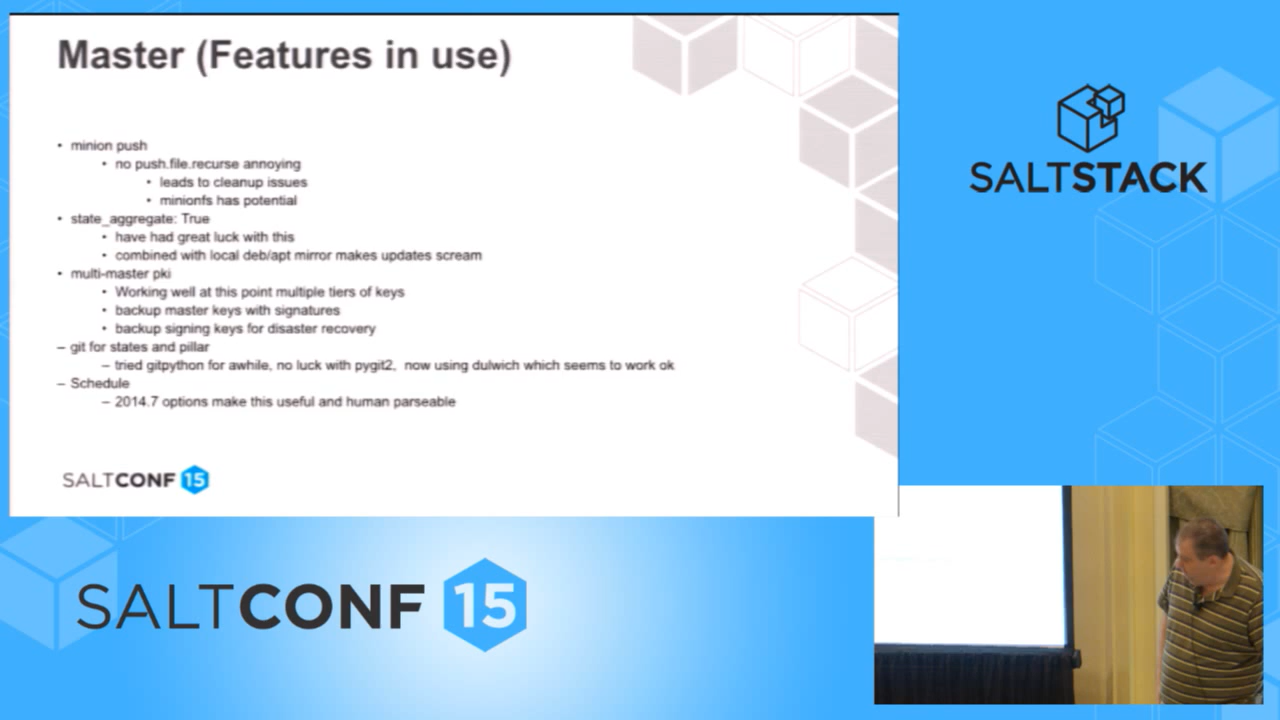 Master (Features in use)
• minion push
• no push.file.recurse annoying
• leads to cleanup issues
• minionfs has potential
• state_aggregate: True
• have had great luck with this
• combined with local deb/apt mirror makes updates scream
• multi-master pki
• Working well at this point multiple tiers of keys
• backup master keys with signatures
• backup signing keys for disaster recovery
– git for states and pillar
– tried gitpython for awhile, no luck with pygit2, now using dulwich which seems to work ok
– Schedule
– 2014.7 options make this useful and human parseable
SALTCONF 15
SALTSTACK
SALTCONF 15